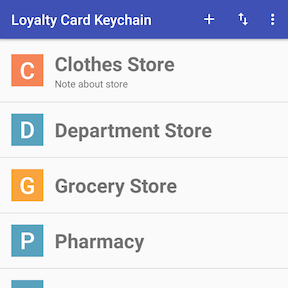 Loyalty Card Keychain
C Clothes Store
Note about store
D Department Store
G Grocery Store
P Pharmacy